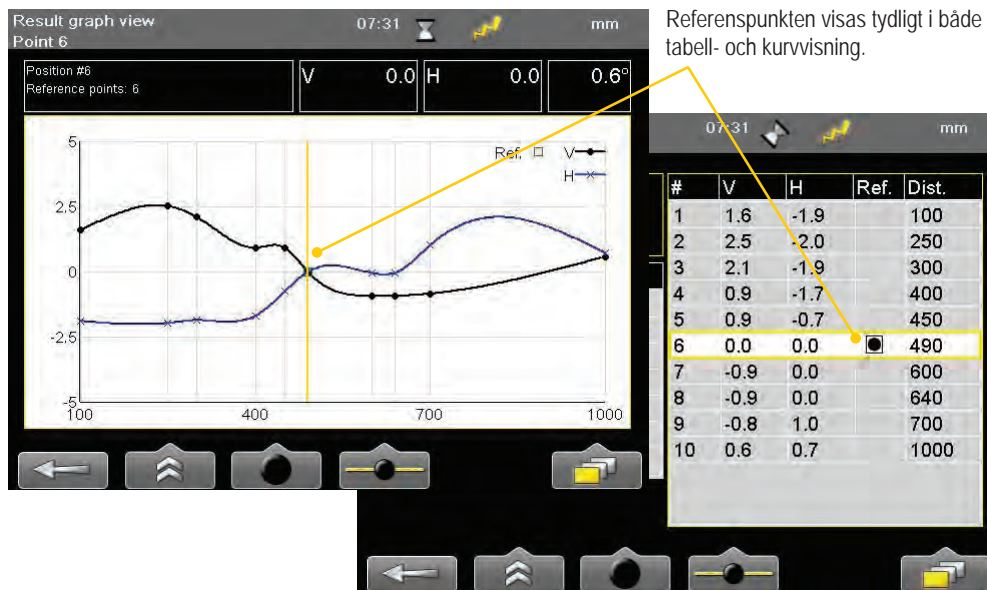 Result graph view
07:31
mm
Point 6
Position #6
Reference points: 6
V 0.0 H 0.0 0.6°
Ref. V
H
5
2.5
0
-2.5
-5
100 400 700 1000
Referenspunkten visas tydligt i både
tabell- och kurvvisning.
07:31
mm
# V H Ref. Dist.
1 1.6 -1.9 100
2 2.5 -2.0 250
3 2.1 -1.9 300
4 0.9 -1.7 400
5 0.9 -0.7 450
6 0.0 0.0 490
7 -0.9 0.0 600
8 -0.9 0.0 640
9 -0.8 1.0 700
10 0.6 0.7 1000